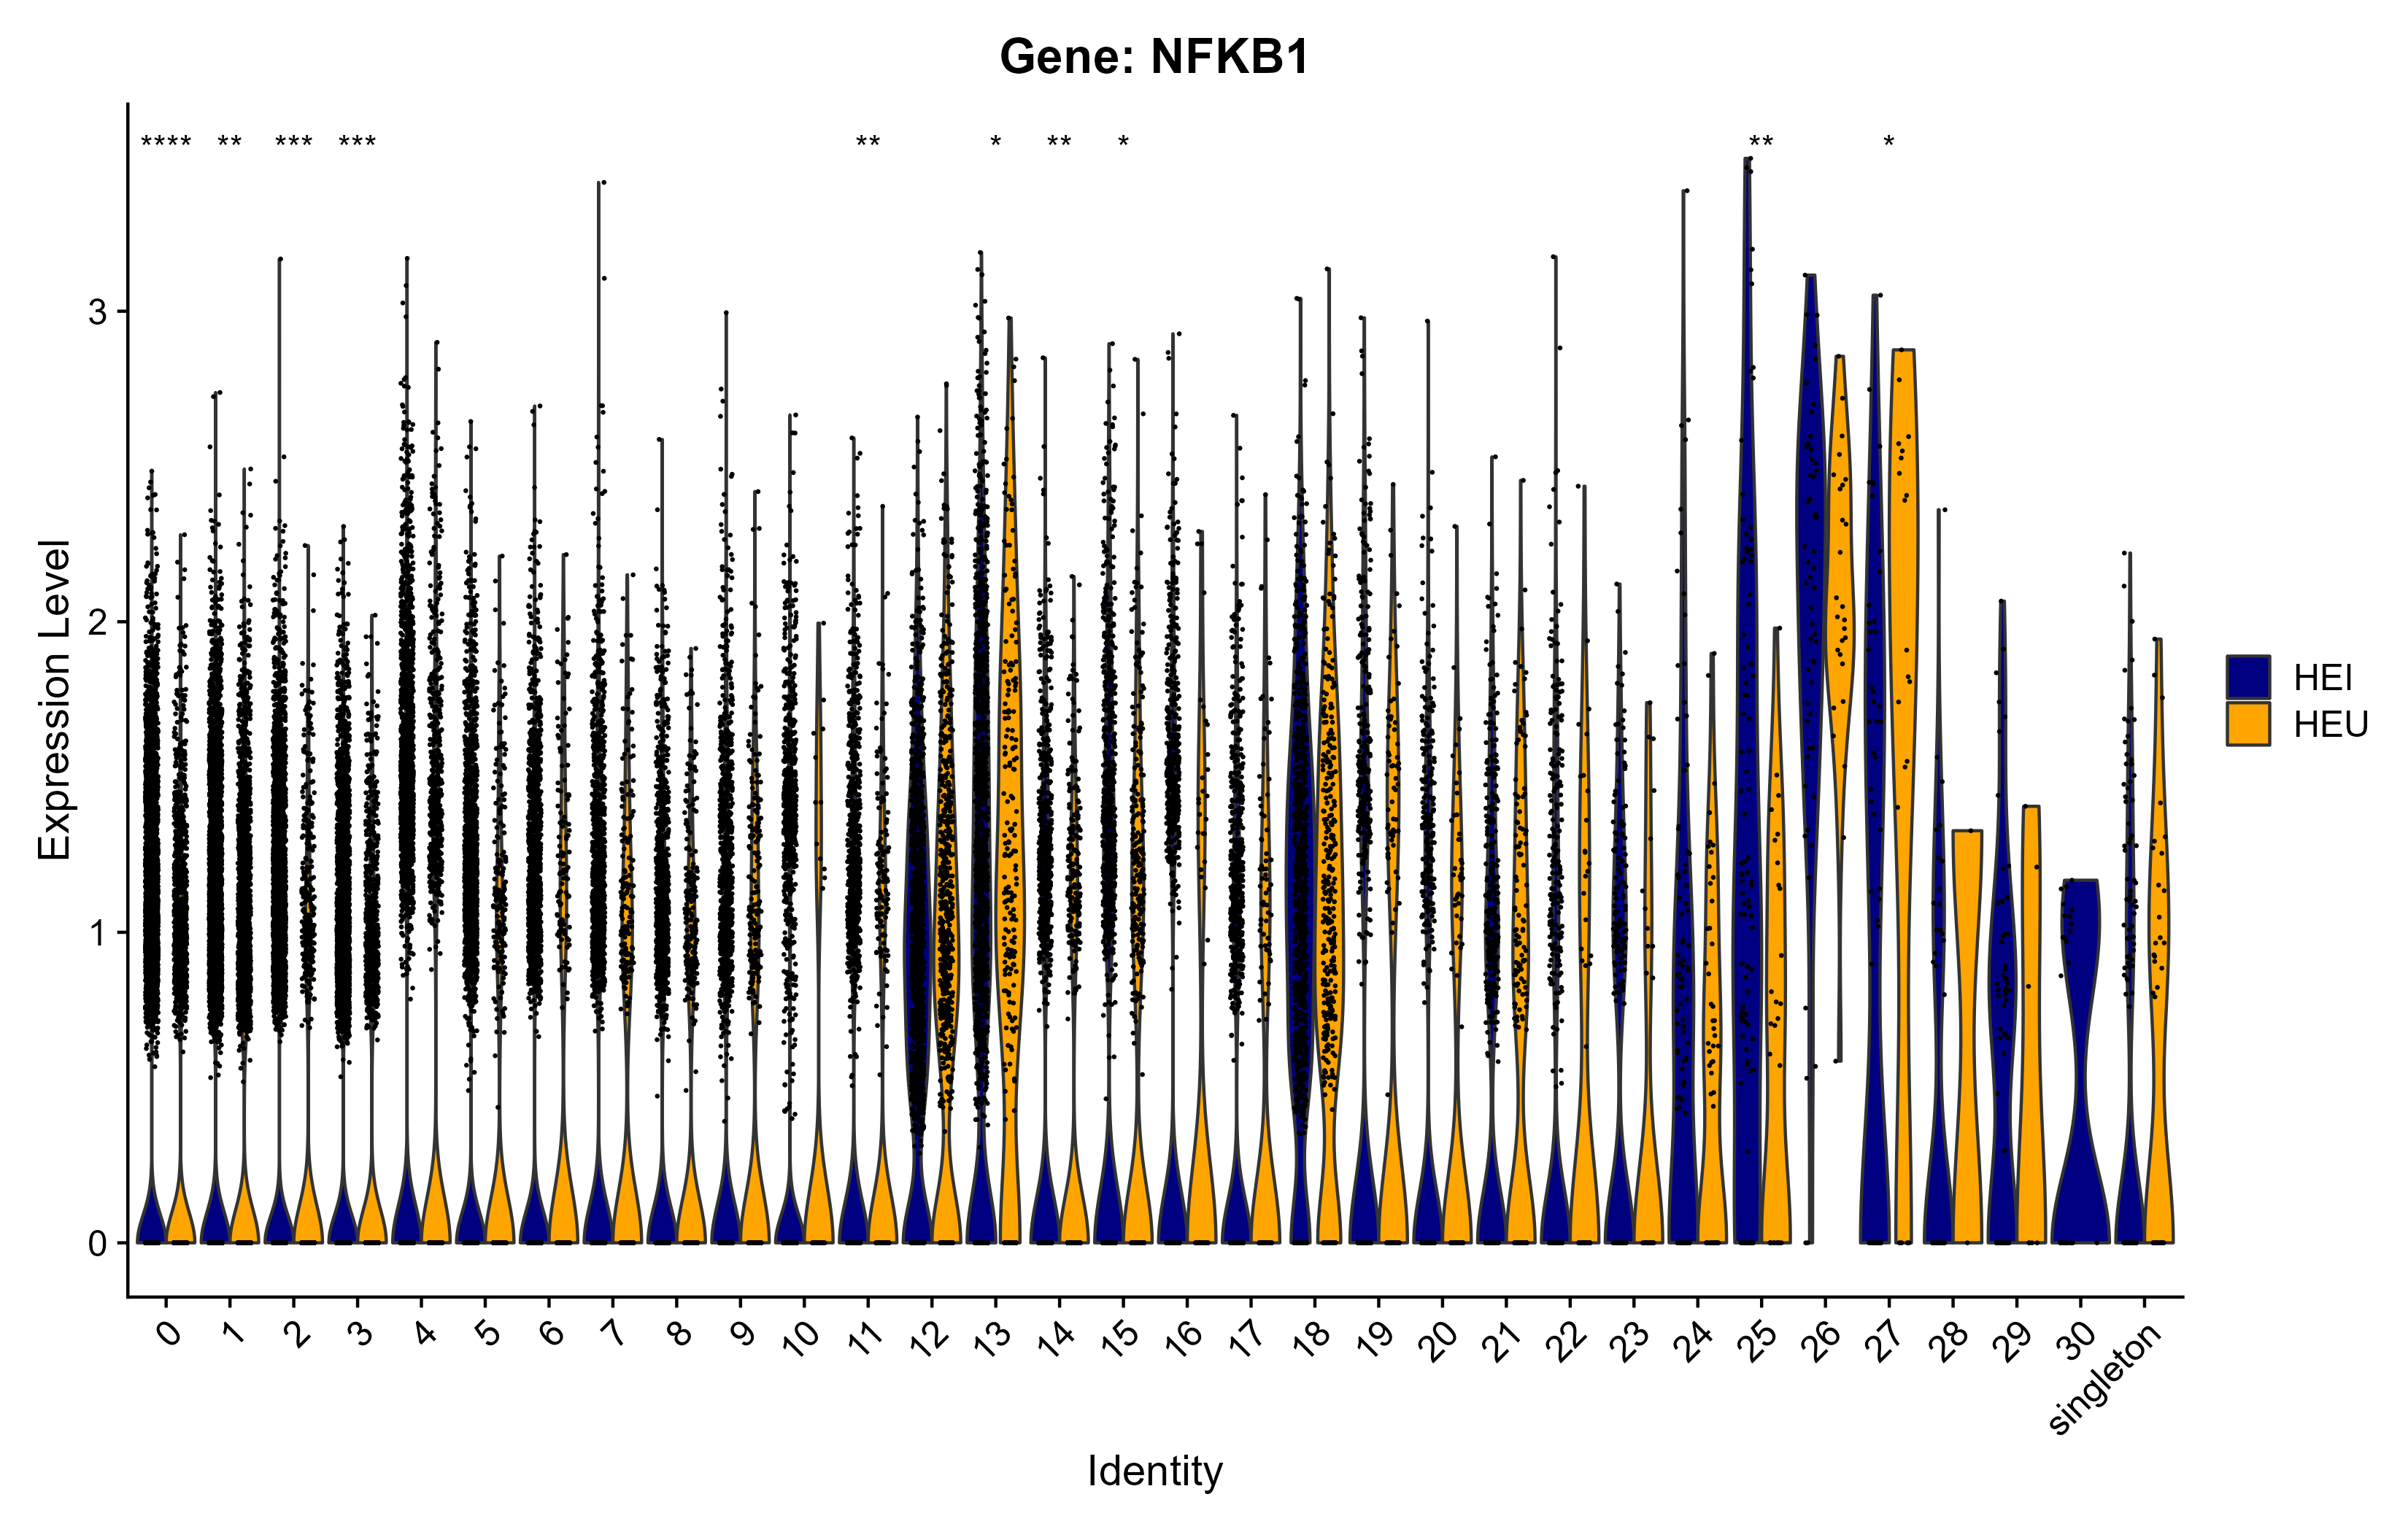 Gene: NFKB1
**** ** *** *** ** * ** * ** *
3
2
1
0
Expression Level
0 1 2 3 4 5 6 7 8 9 10 11 12 13 14 15 16 17 18 19 20 21 22 23 24 25 26 27 28 29 30 singleton
Identity
HEI
HEU